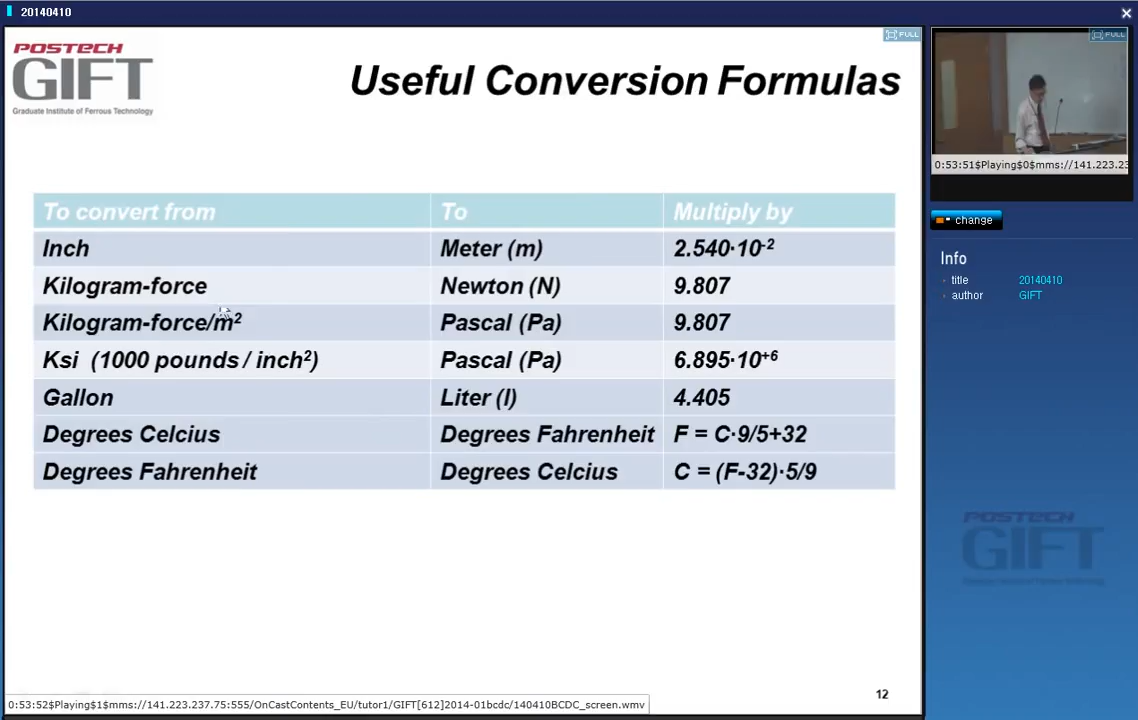 20140410
POSTECH
GIFT
Graduate Institute of Ferrous Technology
FULL
Useful Conversion Formulas
To convert from To Multiply by
Inch Meter (m) 2.540·10⁻²
Kilogram-force Newton (N) 9.807
Kilogram-force/m² Pascal (Pa) 9.807
Ksi (1000 pounds / inch²) Pascal (Pa) 6.895·10⁺⁶
Gallon Liter (l) 4.405
Degrees Celcius Degrees Fahrenheit F = C·9/5+32
Degrees Fahrenheit Degrees Celcius C = (F-32)·5/9
12
0:53:52$Playing$1$mms://141.223.237.75:555/OnCastContents_EU/tutor1/GIFT[612]2014-01bcdc/140410BCDC_screen.wmv
FULL
0:53:51$Playing$0$mms://141.223.23
change
Info
title 20140410
author GIFT
POSTECH
GIFT